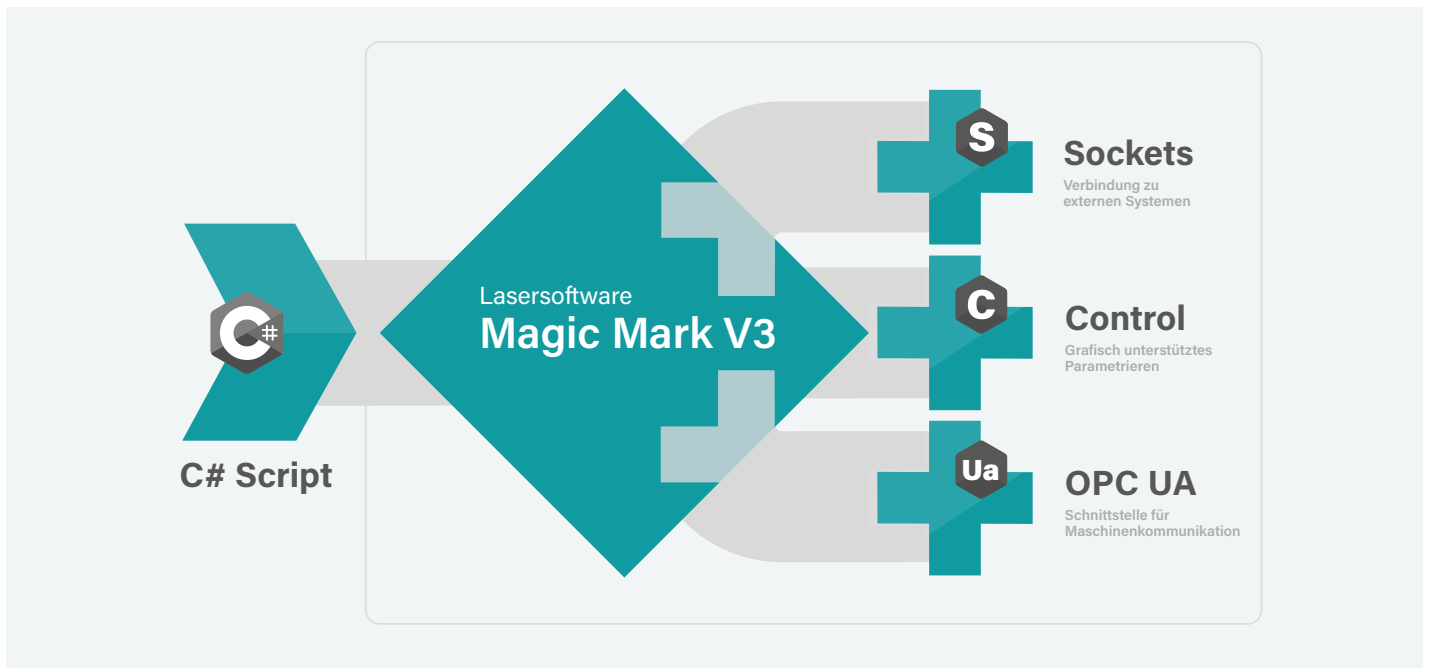 C#
C# Script
Lasersoftware
Magic Mark V3
S
Sockets
Verbindung zu
externen Systemen
C
Control
Grafisch unterstütztes
Parametrieren
Ua
OPC UA
Schnittstelle für
Maschinenkommunikation